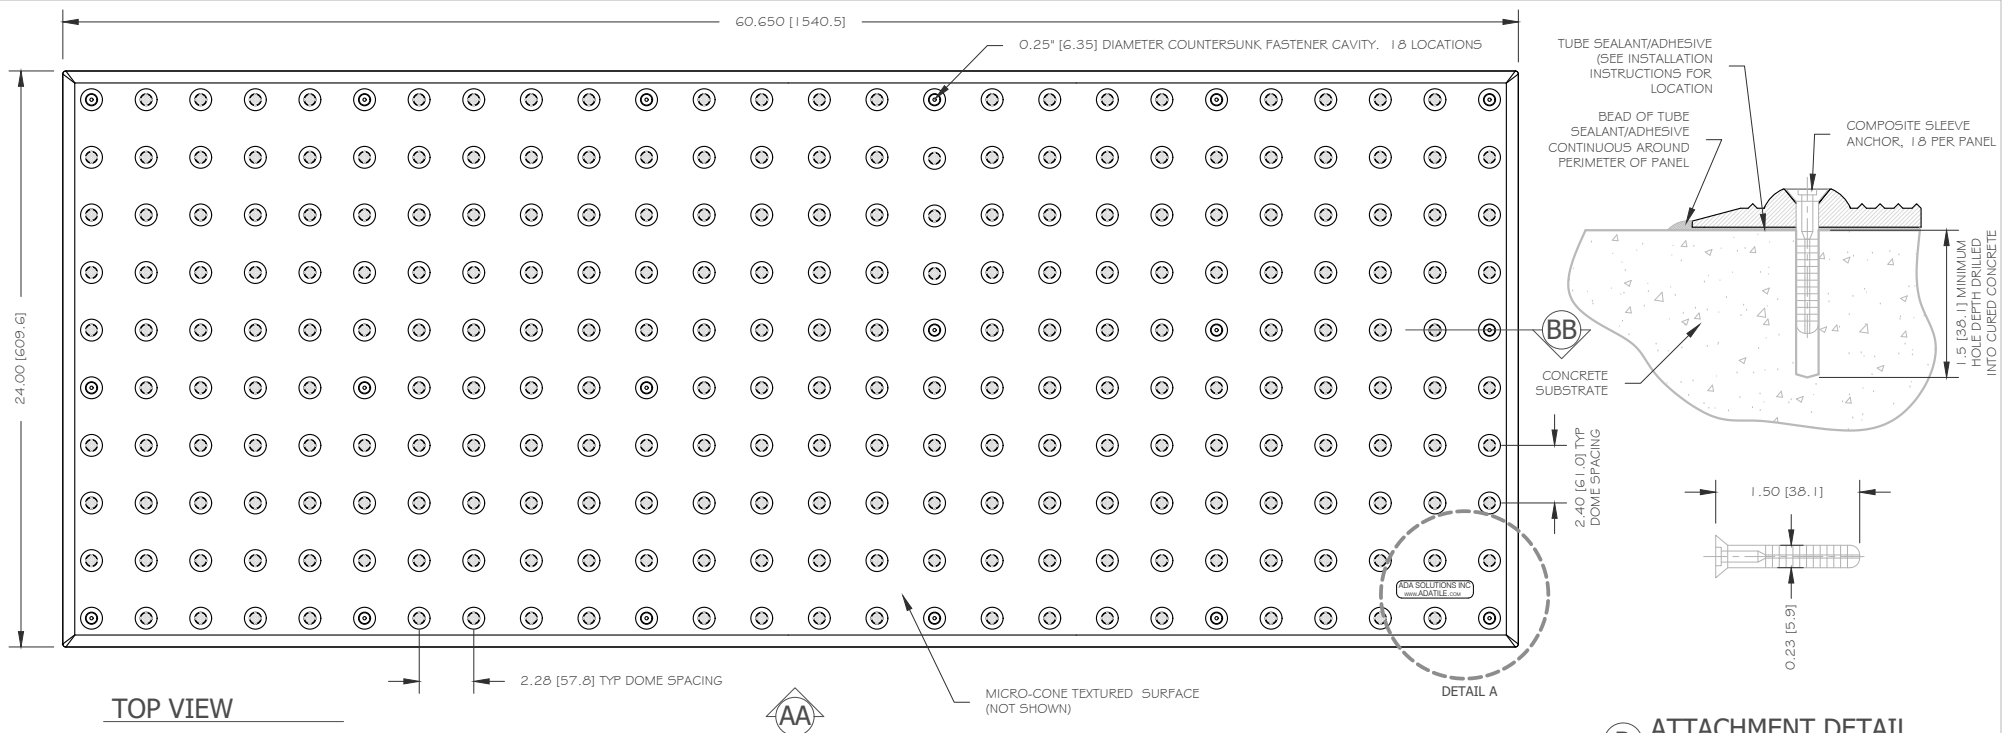 60.650 [1540.5]
0.25" [6.35] DIAMETER COUNTERSUNK FASTENER CAVITY. 18 LOCATIONS
TUBE SEALANT/ADHESIVE
(SEE INSTALLATION
INSTRUCTIONS FOR
LOCATION
BEAD OF TUBE
SEALANT/ADHESIVE
CONTINUOUS AROUND
PERIMETER OF PANEL
COMPOSITE SLEEVE
ANCHOR, 18 PER PANEL
24.00 [609.6]
BB
1.5 [38.1] MINIMUM
HOLE DEPTH DRILLED
INTO CURED CONCRETE
CONCRETE
SUBSTRATE
2.40 [61.0] TYP
DOME SPACING
1.50 [38.1]
0.23 [5.9]
ADA SOLUTIONS INC
www.ADATILE.com
2.28 [57.8] TYP DOME SPACING
MICRO-CONE TEXTURED SURFACE
(NOT SHOWN)
DETAIL A
TOP VIEW
AA
ATTACHMENT DETAIL